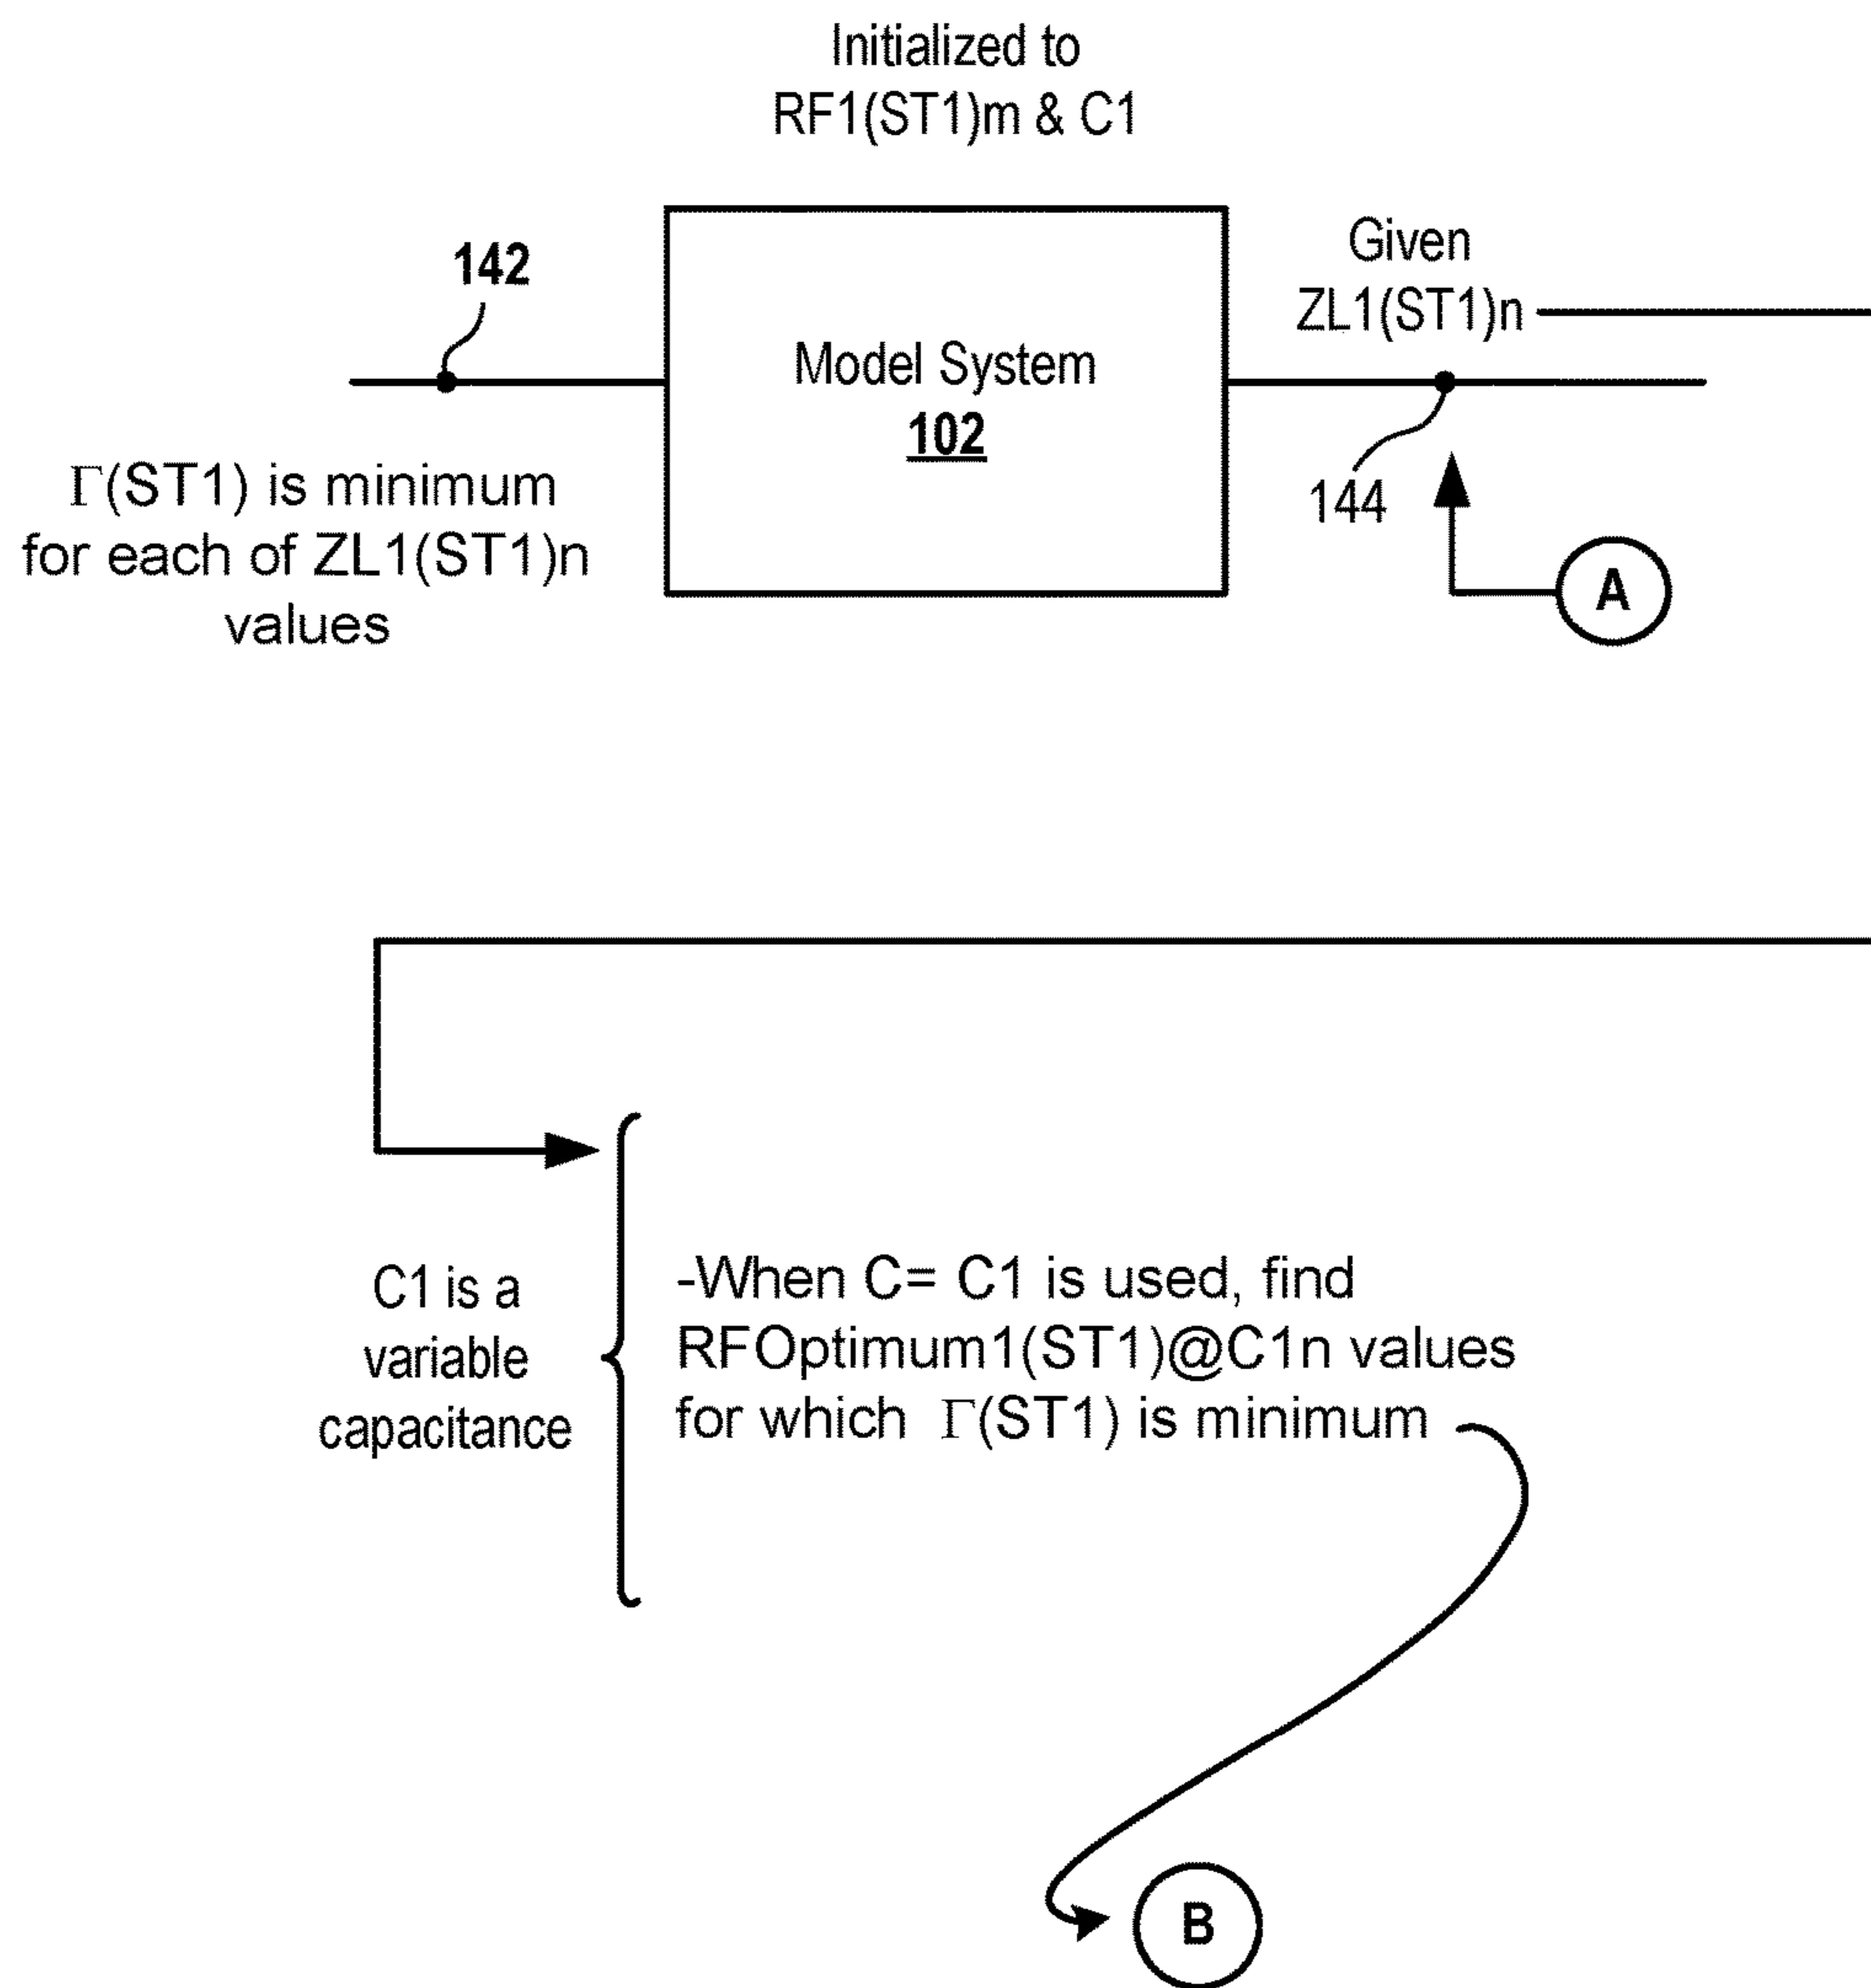 Initialized to
RF1(ST1)m & C1
142
Given
ZL1(ST1)n
Model System
102
Γ(ST1) is minimum
for each of ZL1(ST1)n
values
144
A
C1 is a
variable
capacitance
-When C= C1 is used, find
RFOptimum1(ST1)@C1n values
for which Γ(ST1) is minimum
B